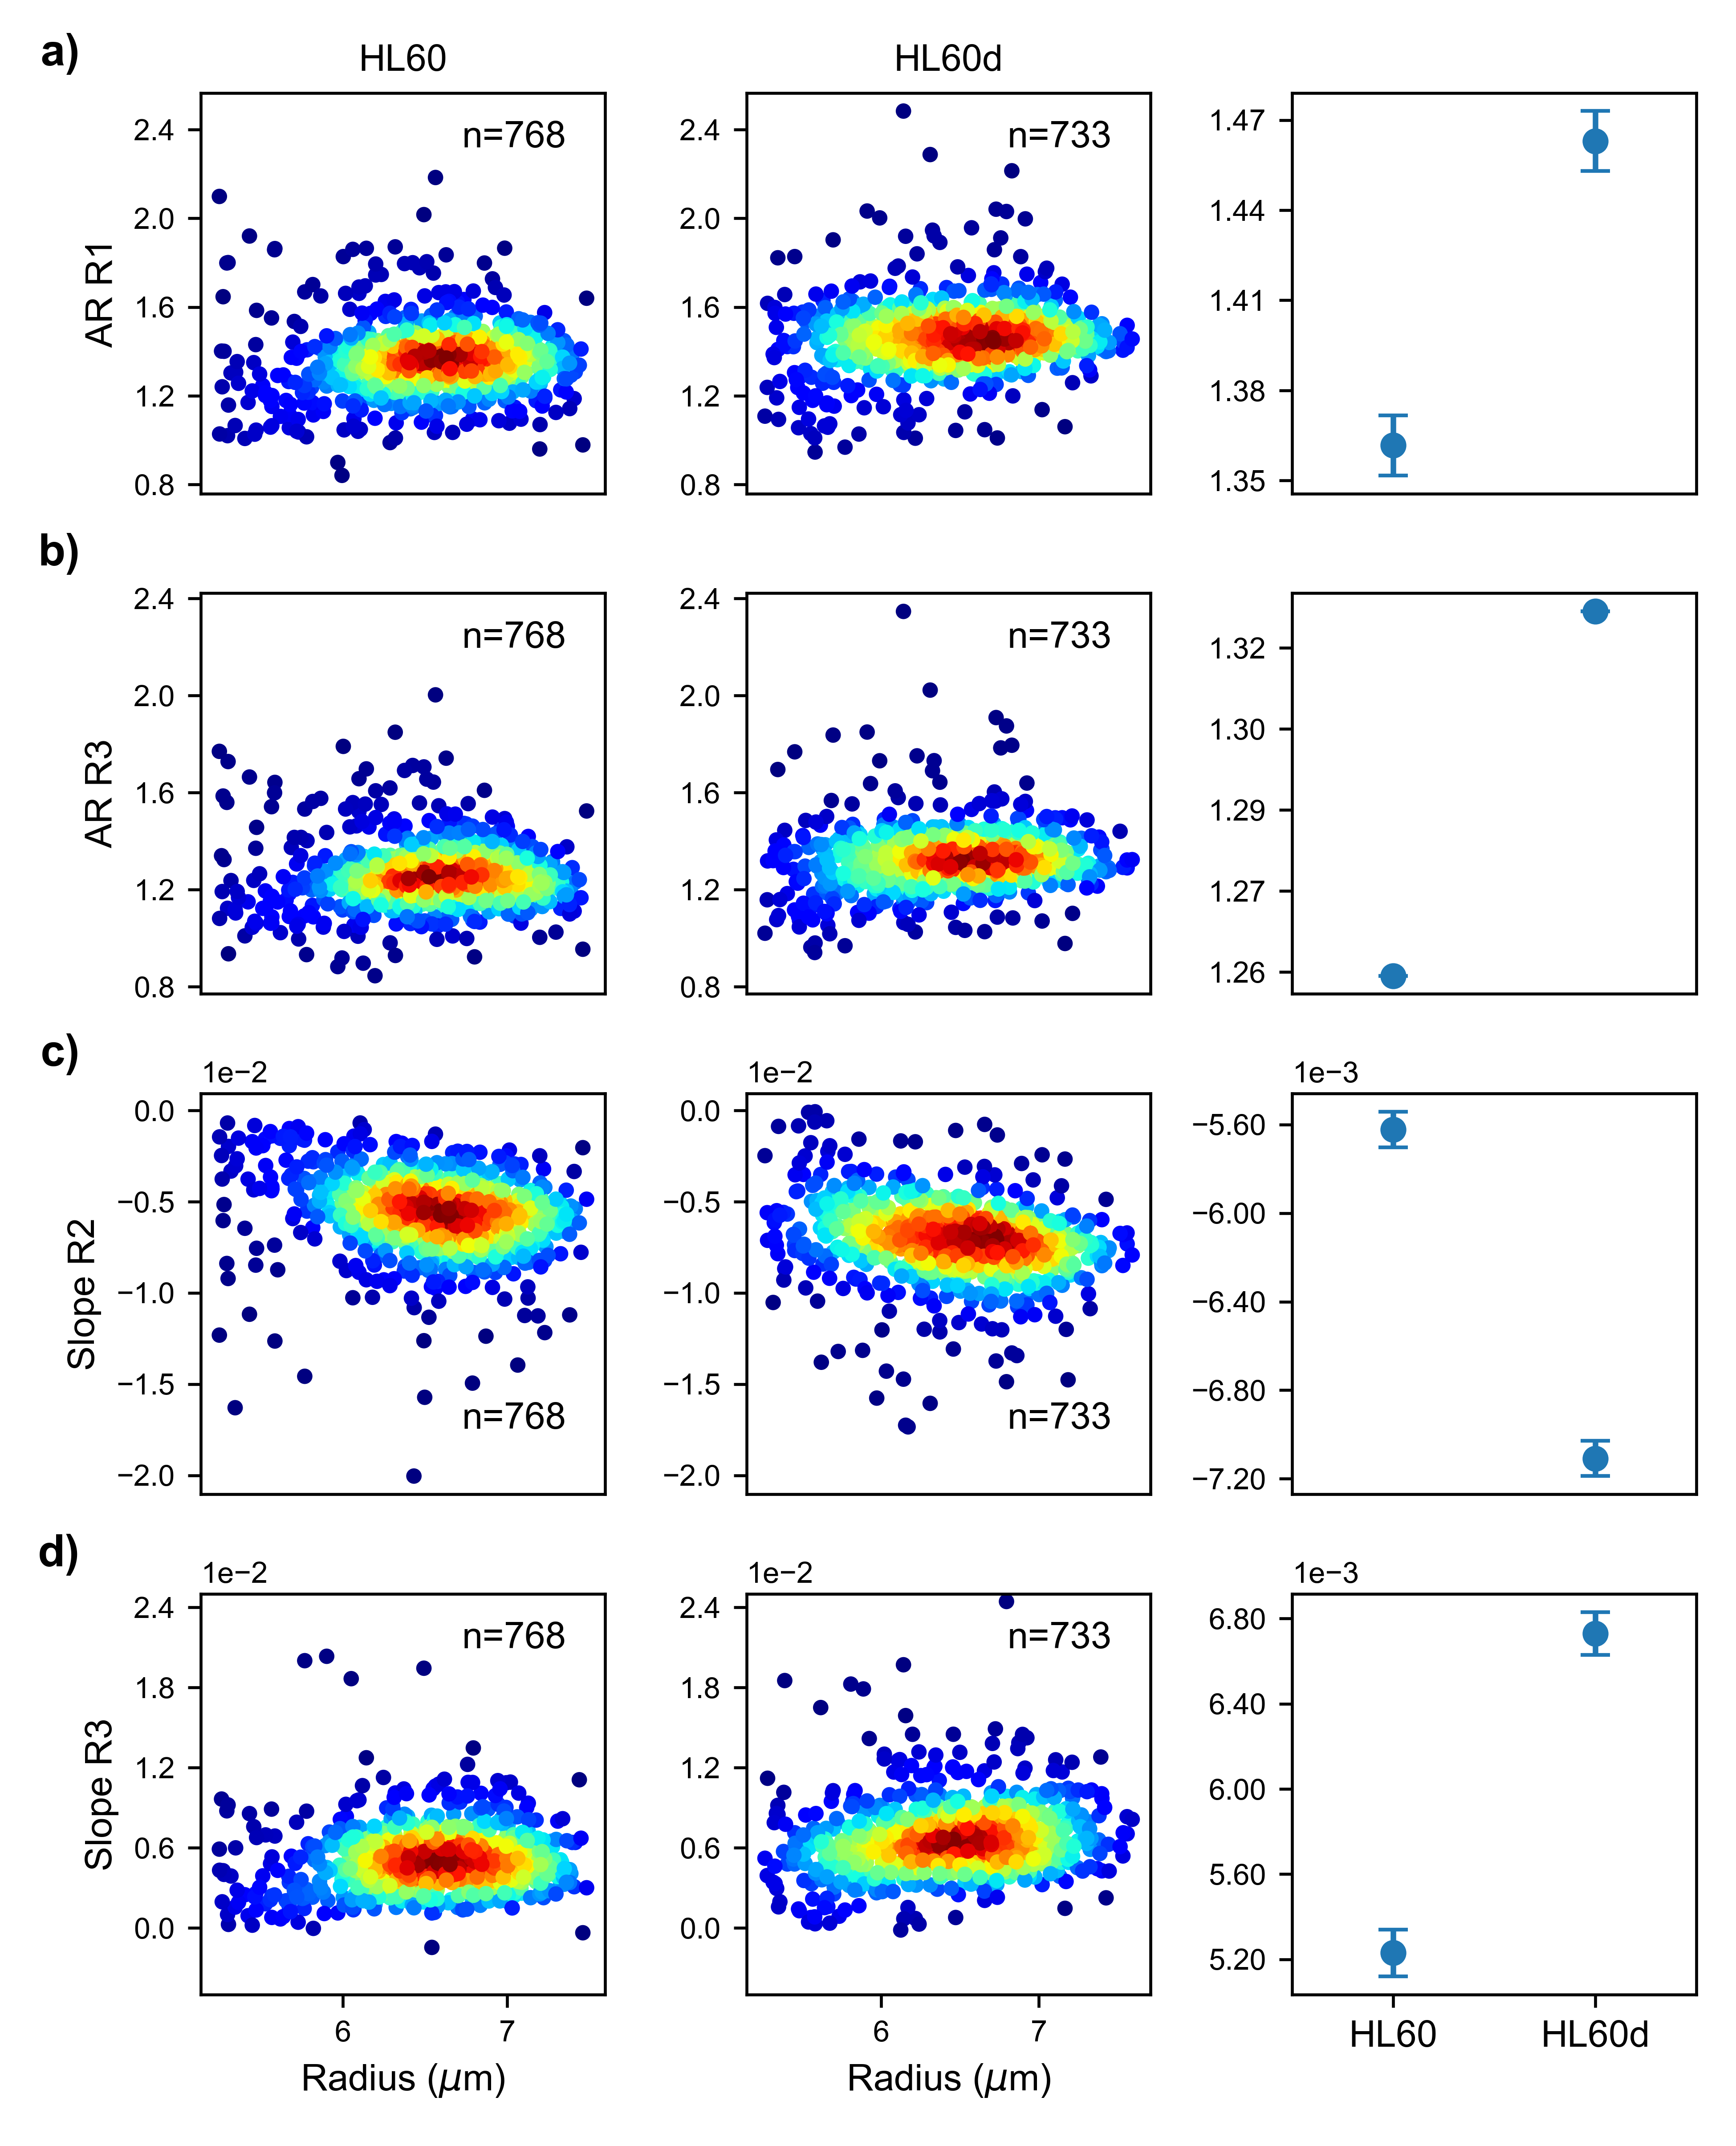 a)
HL60
HL60d
AR R1
2.4
2.0
1.6
1.2
0.8
n=768
2.4
2.0
1.6
1.2
0.8
n=733
1.47
1.44
1.41
1.38
1.35
b)
AR R3
2.4
2.0
1.6
1.2
0.8
n=768
2.4
2.0
1.6
1.2
0.8
n=733
1.32
1.30
1.29
1.27
1.26
c)
Slope R2
1e−2
0.0
−0.5
−1.0
−1.5
−2.0
n=768
1e−2
0.0
−0.5
−1.0
−1.5
−2.0
n=733
1e−3
−5.60
−6.00
−6.40
−6.80
−7.20
d)
Slope R3
1e−2
2.4
1.8
1.2
0.6
0.0
n=768
6 7
Radius (μm)
1e−2
2.4
1.8
1.2
0.6
0.0
n=733
6 7
Radius (μm)
1e−3
6.80
6.40
6.00
5.60
5.20
HL60 HL60d